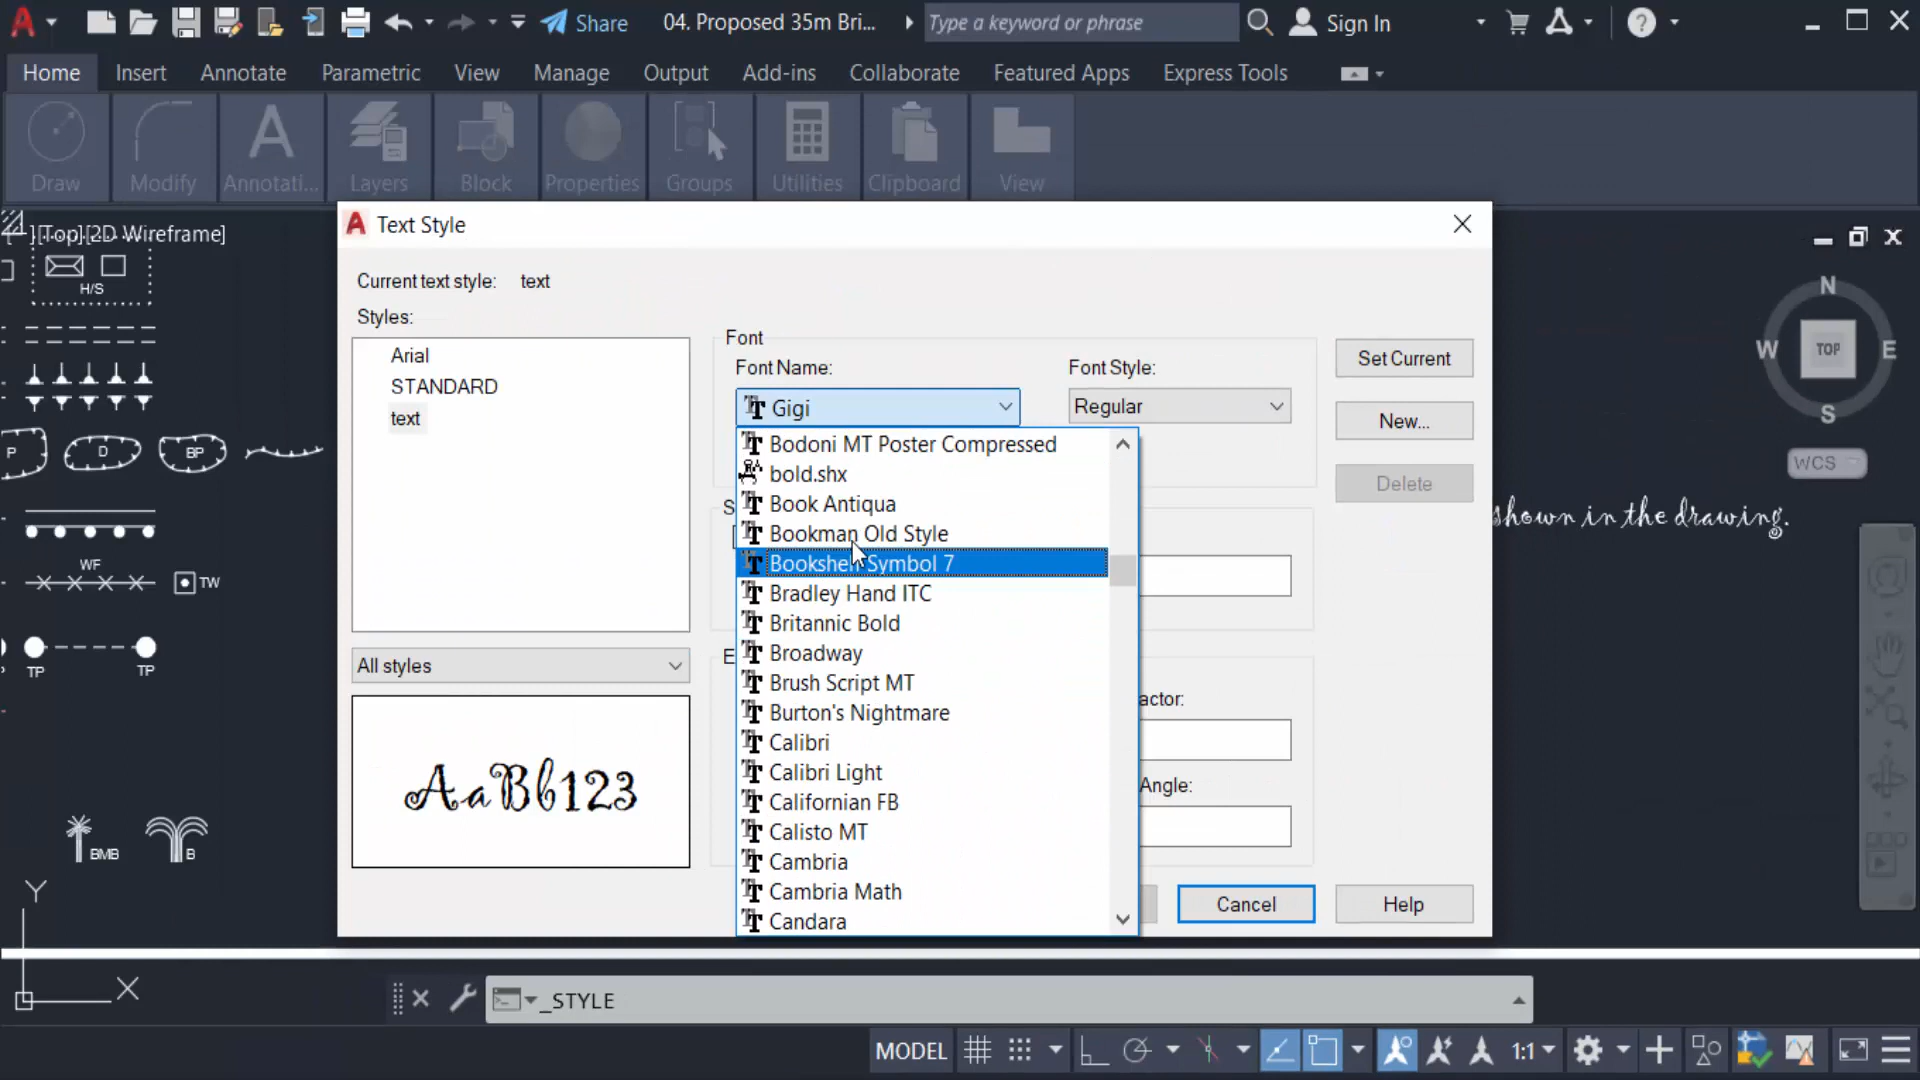 Share
04. Proposed 35m Bri...
Type a keyword or phrase
Sign In
Home
Insert
Annotate
Parametric
View
Manage
Output
Add-ins
Collaborate
Featured Apps
Express Tools
Draw
Modify
Annotati...
Layers
Block
Properties
Groups
Utilities
Clipboard
View
][Top][2D Wireframe]
H/S
P
D
BP
WF
TW
TP
TP
BMB
B
Y
X
Text Style
Current text style: text
Styles:
Arial
STANDARD
text
All styles
AaBb123
Font
Font Name:
Gigi
Font Style:
Regular
Bodoni MT Poster Compressed
bold.shx
Book Antiqua
Bookman Old Style
Bookshelf Symbol 7
Bradley Hand ITC
Britannic Bold
Broadway
Brush Script MT
Burton's Nightmare
Calibri
Calibri Light
Californian FB
Calisto MT
Cambria
Cambria Math
Candara
actor:
Angle:
Set Current
New...
Delete
Cancel
Help
shown in the drawing.
N
W
TOP
E
S
WCS
_STYLE
MODEL
1:1